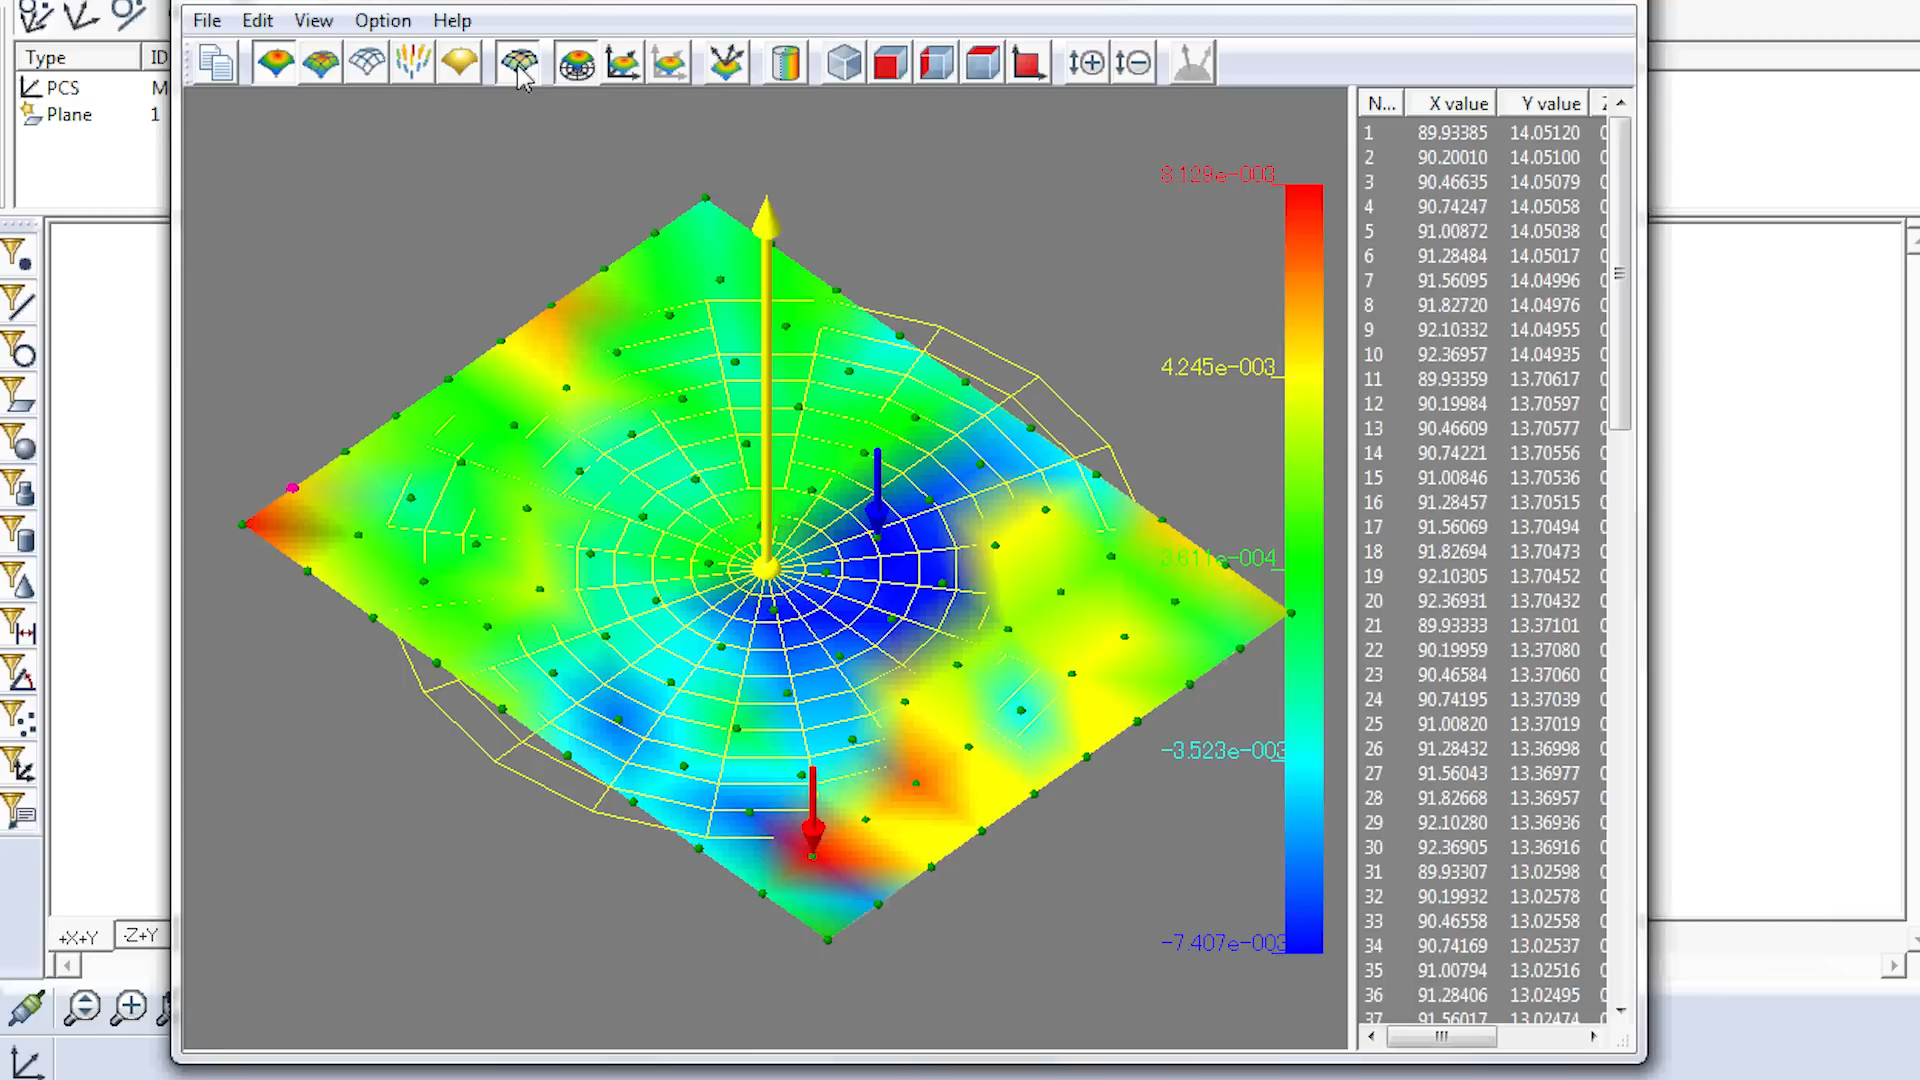 File Edit View Option Help
Type ID
PCS M
Plane 1
N... X value Y value
1 89.93385 14.05120
2 90.20010 14.05100
3 90.46635 14.05079
4 90.74247 14.05058
5 91.00872 14.05038
6 91.28484 14.05017
7 91.56095 14.04996
8 91.82720 14.04976
9 92.10332 14.04955
10 92.36957 14.04935
11 89.93359 13.70617
12 90.19984 13.70597
13 90.46609 13.70577
14 90.74221 13.70556
15 91.00846 13.70536
16 91.28457 13.70515
17 91.56069 13.70494
18 91.82694 13.70473
19 92.10305 13.70452
20 92.36931 13.70432
21 89.93333 13.37101
22 90.19959 13.37080
23 90.46584 13.37060
24 90.74195 13.37039
25 91.00820 13.37019
26 91.28432 13.36998
27 91.56043 13.36977
28 91.82668 13.36957
29 92.10280 13.36936
30 92.36905 13.36916
31 89.93307 13.02598
32 90.19932 13.02578
33 90.46558 13.02558
34 90.74169 13.02537
35 91.00794 13.02516
36 91.28406 13.02495
37 91.56017 13.02474
8.129e-003
4.245e-003
3.611e-004
-3.523e-003
-7.407e-003
+X+Y -Z+Y